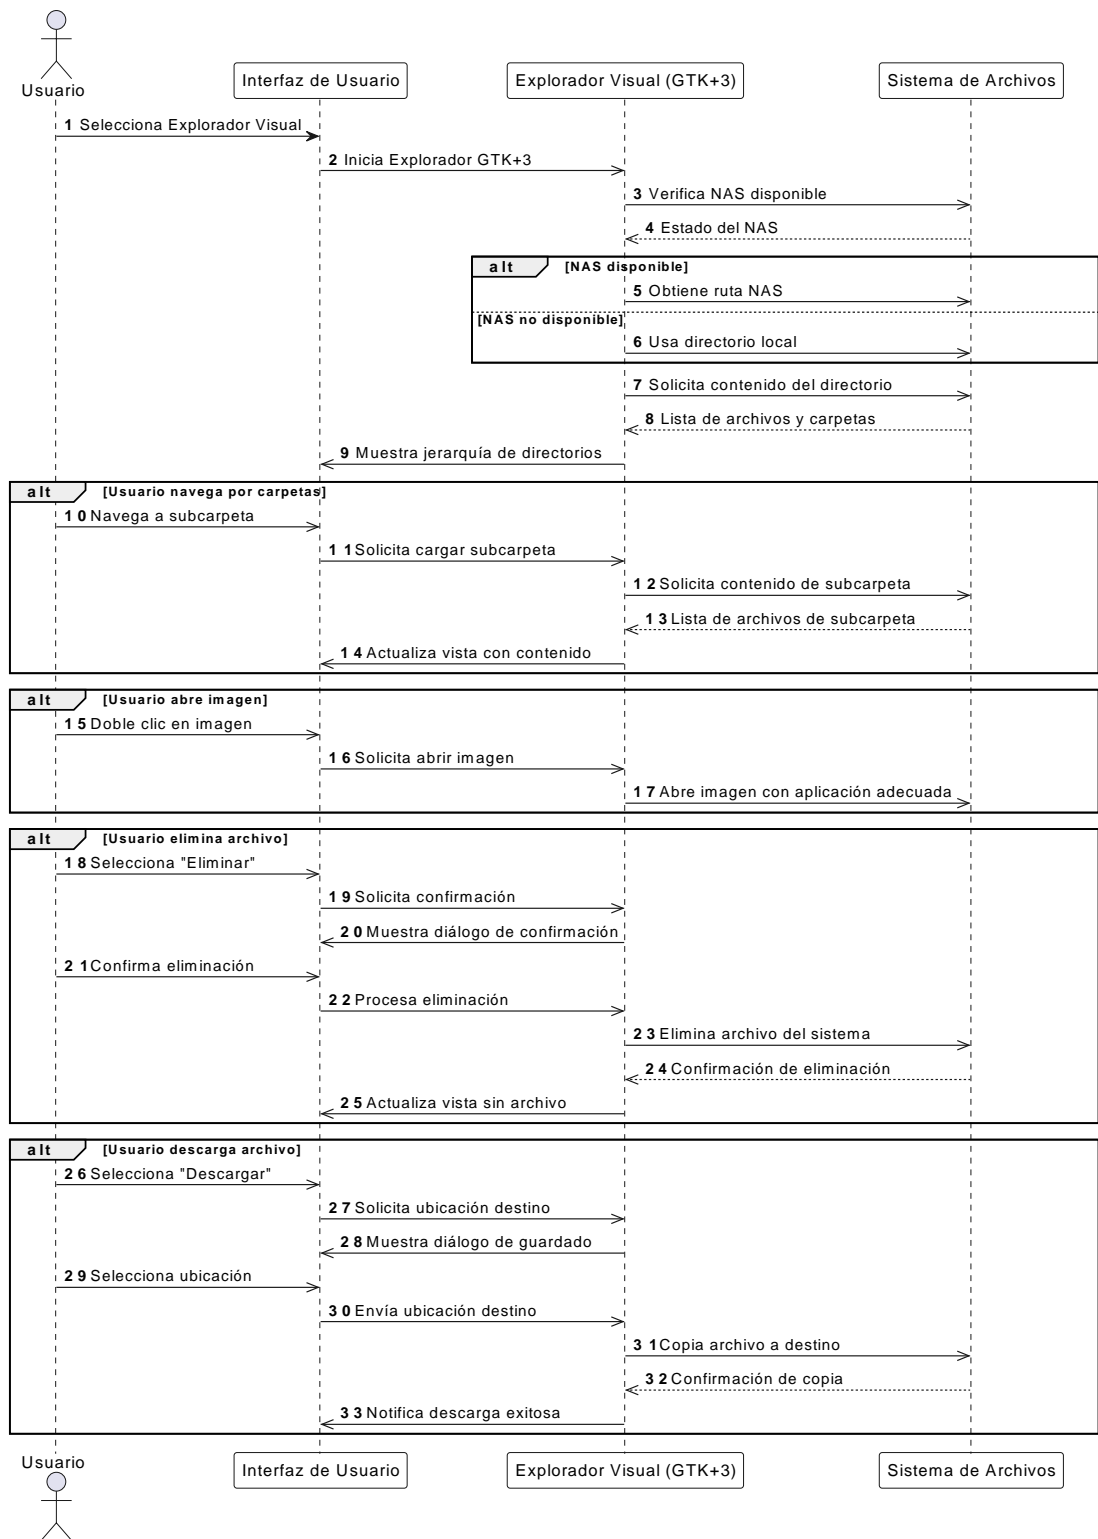 Usuario
Interfaz de Usuario
Explorador Visual (GTK+3)
Sistema de Archivos
1 Selecciona Explorador Visual
2 Inicia Explorador GTK+3
3 Verifica NAS disponible
4 Estado del NAS
alt [NAS disponible]
5 Obtiene ruta NAS
[NAS no disponible]
6 Usa directorio local
7 Solicita contenido del directorio
8 Lista de archivos y carpetas
9 Muestra jerarquía de directorios
alt [Usuario navega por carpetas]
10 Navega a subcarpeta
11 Solicita cargar subcarpeta
12 Solicita contenido de subcarpeta
13 Lista de archivos de subcarpeta
14 Actualiza vista con contenido
alt [Usuario abre imagen]
15 Doble clic en imagen
16 Solicita abrir imagen
17 Abre imagen con aplicación adecuada
alt [Usuario elimina archivo]
18 Selecciona "Eliminar"
19 Solicita confirmación
20 Muestra diálogo de confirmación
21 Confirma eliminación
22 Procesa eliminación
23 Elimina archivo del sistema
24 Confirmación de eliminación
25 Actualiza vista sin archivo
alt [Usuario descarga archivo]
26 Selecciona "Descargar"
27 Solicita ubicación destino
28 Muestra diálogo de guardado
29 Selecciona ubicación
30 Envía ubicación destino
31 Copia archivo a destino
32 Confirmación de copia
33 Notifica descarga exitosa
Usuario
Interfaz de Usuario
Explorador Visual (GTK+3)
Sistema de Archivos